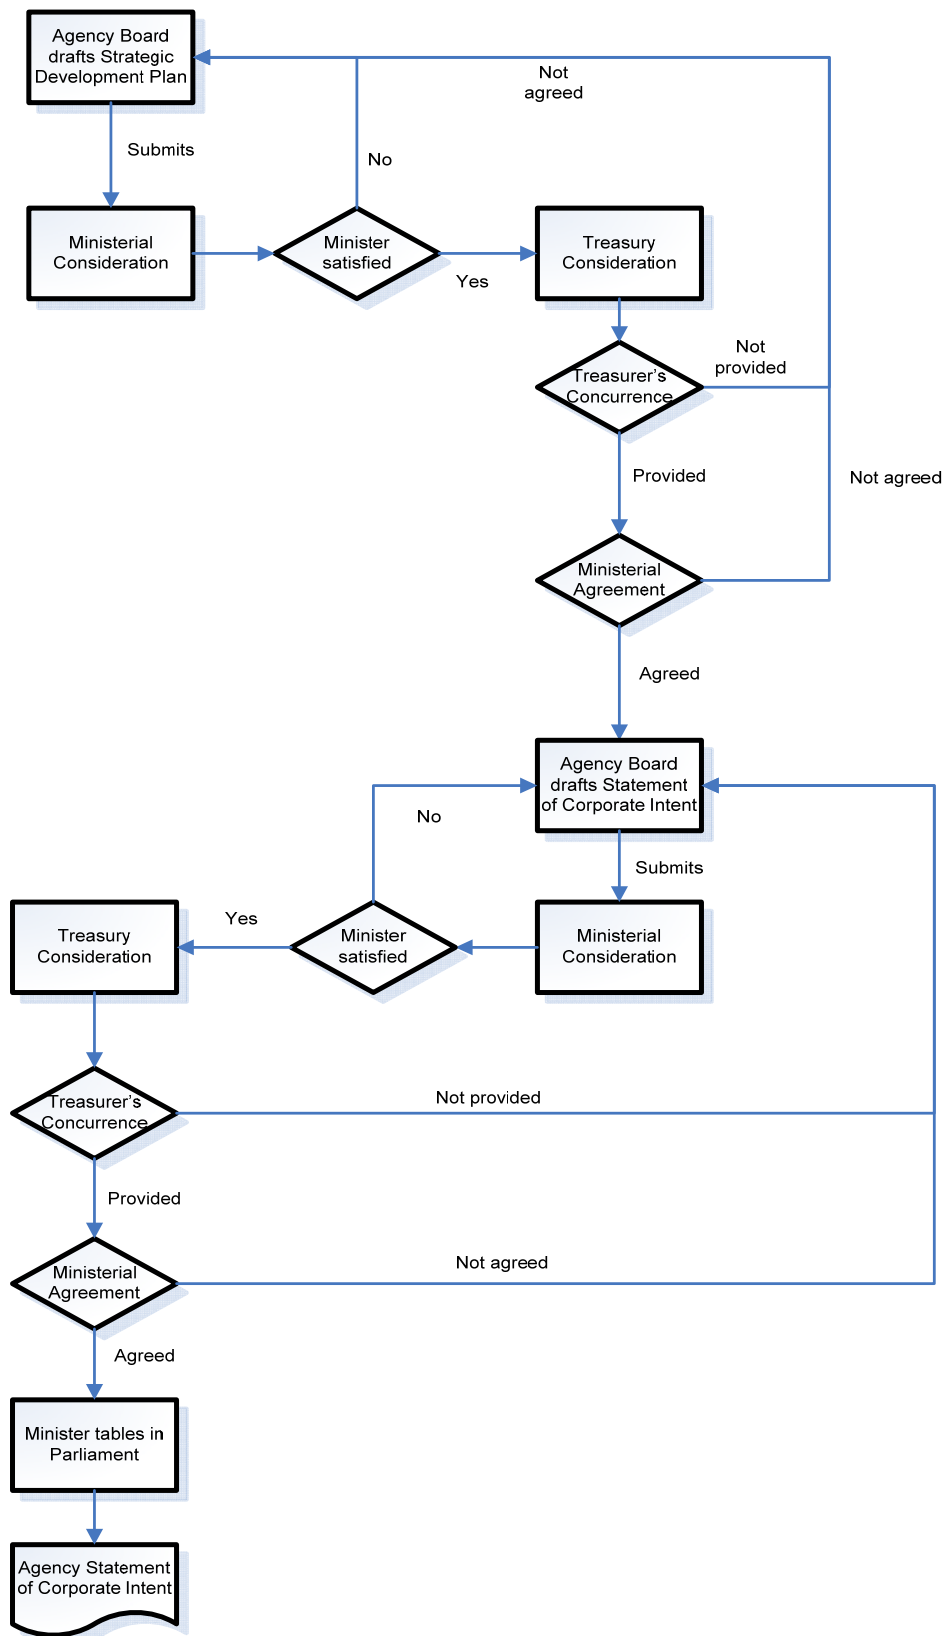 Agency Board
drafts Strategic
Development Plan
Not
agreed
Submits
No
Ministerial
Consideration
Minister
satisfied
Yes
Treasury
Consideration
Not
provided
Treasurer's
Concurrence
Provided
Not agreed
Ministerial
Agreement
Agreed
Agency Board
drafts Statement
of Corporate Intent
No
Submits
Ministerial
Consideration
Minister
satisfied
Yes
Treasury
Consideration
Treasurer's
Concurrence
Not provided
Provided
Ministerial
Agreement
Not agreed
Agreed
Minister tables in
Parliament
Agency Statement
of Corporate Intent